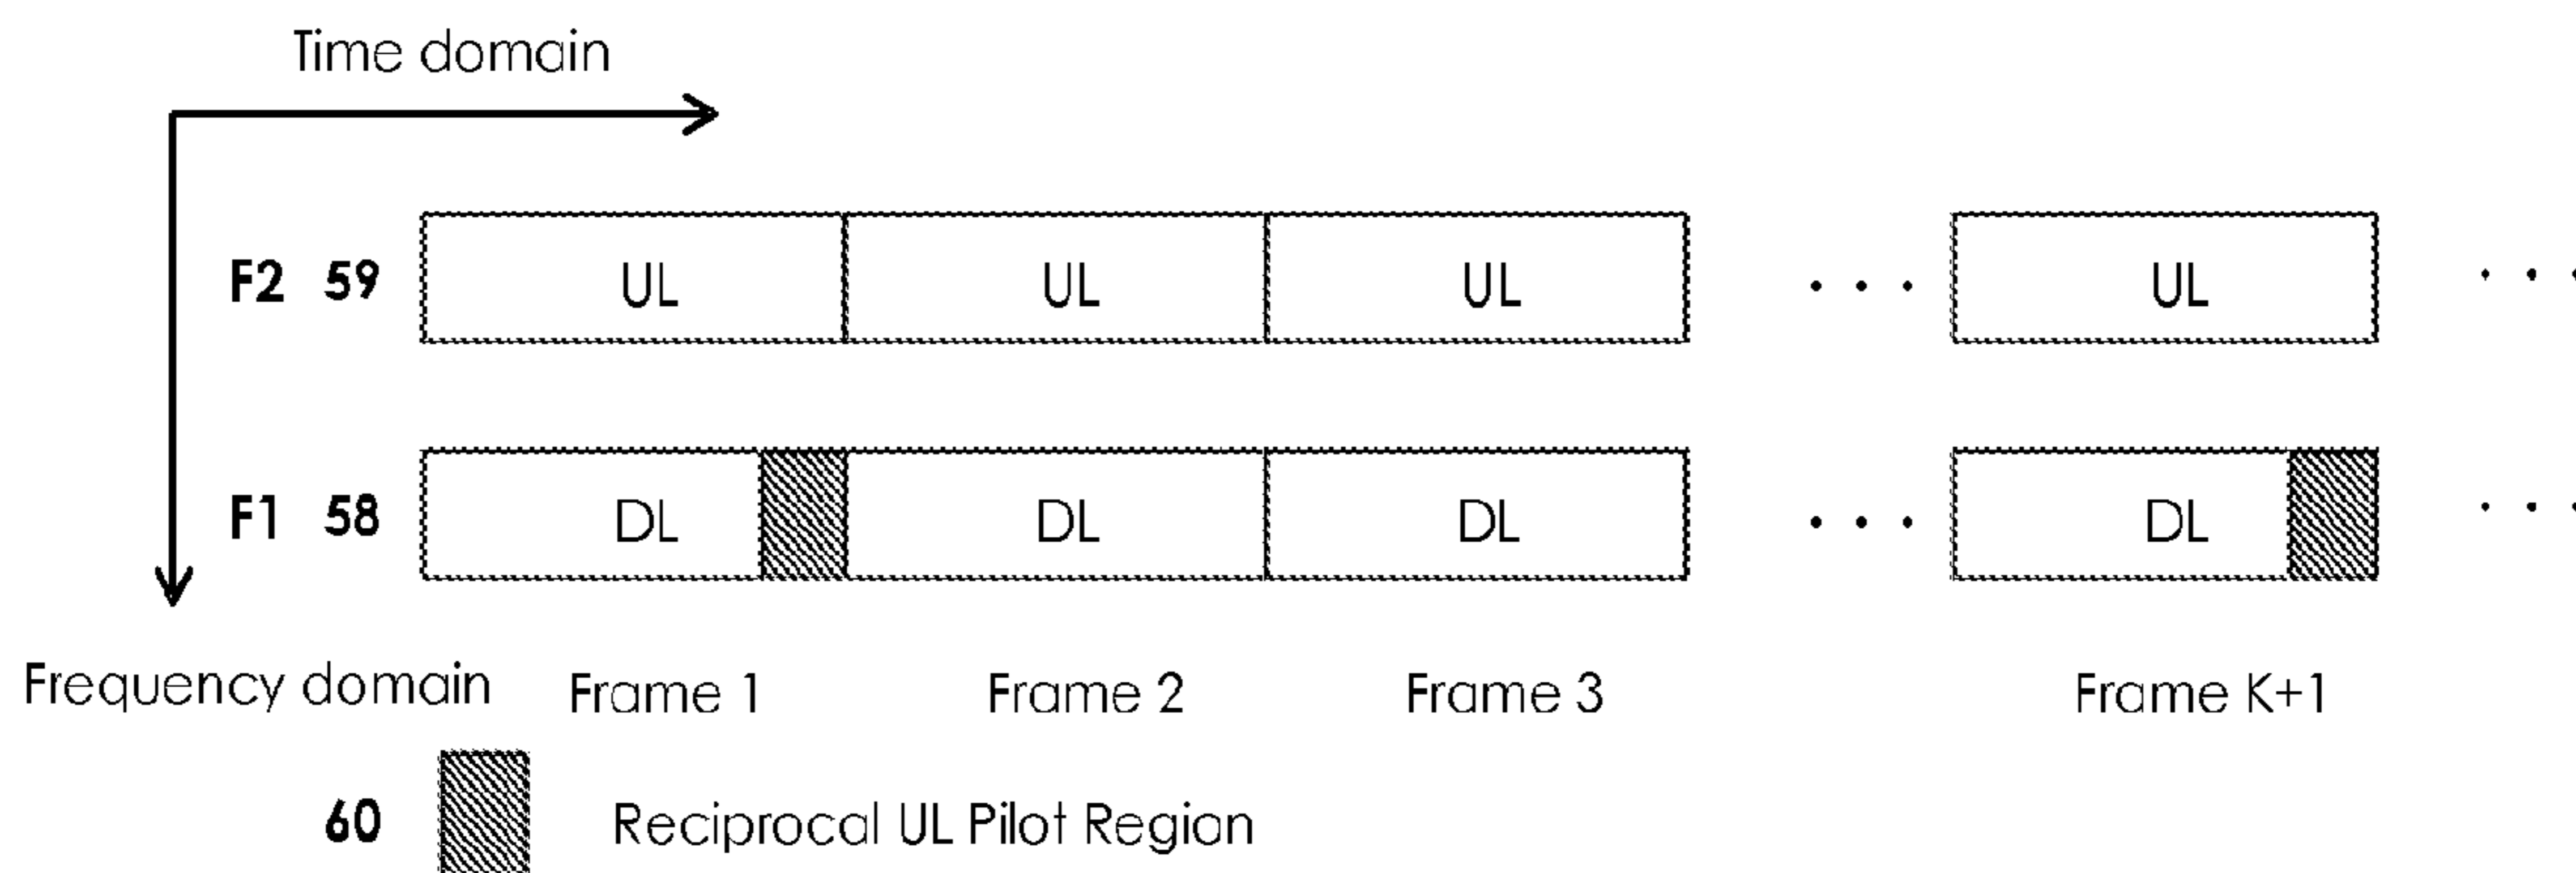 Time domain
F2 59 UL UL UL . . . UL . . .
F1 58 DL DL DL . . . DL . . .
Frequency domain Frame 1 Frame 2 Frame 3 Frame K+1
60 Reciprocal UL Pilot Region